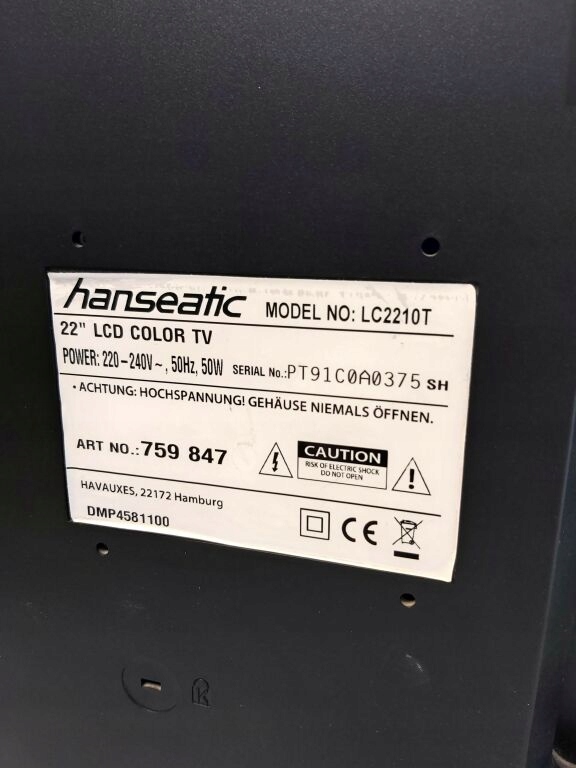 hanseatic MODEL NO: LC2210T
22" LCD COLOR TV
POWER: 220-240V~, 50Hz, 50W SERIAL No.:PT91C0A0375 SH
• ACHTUNG: HOCHSPANNUNG! GEHÄUSE NIEMALS ÖFFNEN.
ART NO.:759 847
CAUTION
RISK OF ELECTRIC SHOCK
DO NOT OPEN
HAVAUXES, 22172 Hamburg
DMP4581100
CE
K